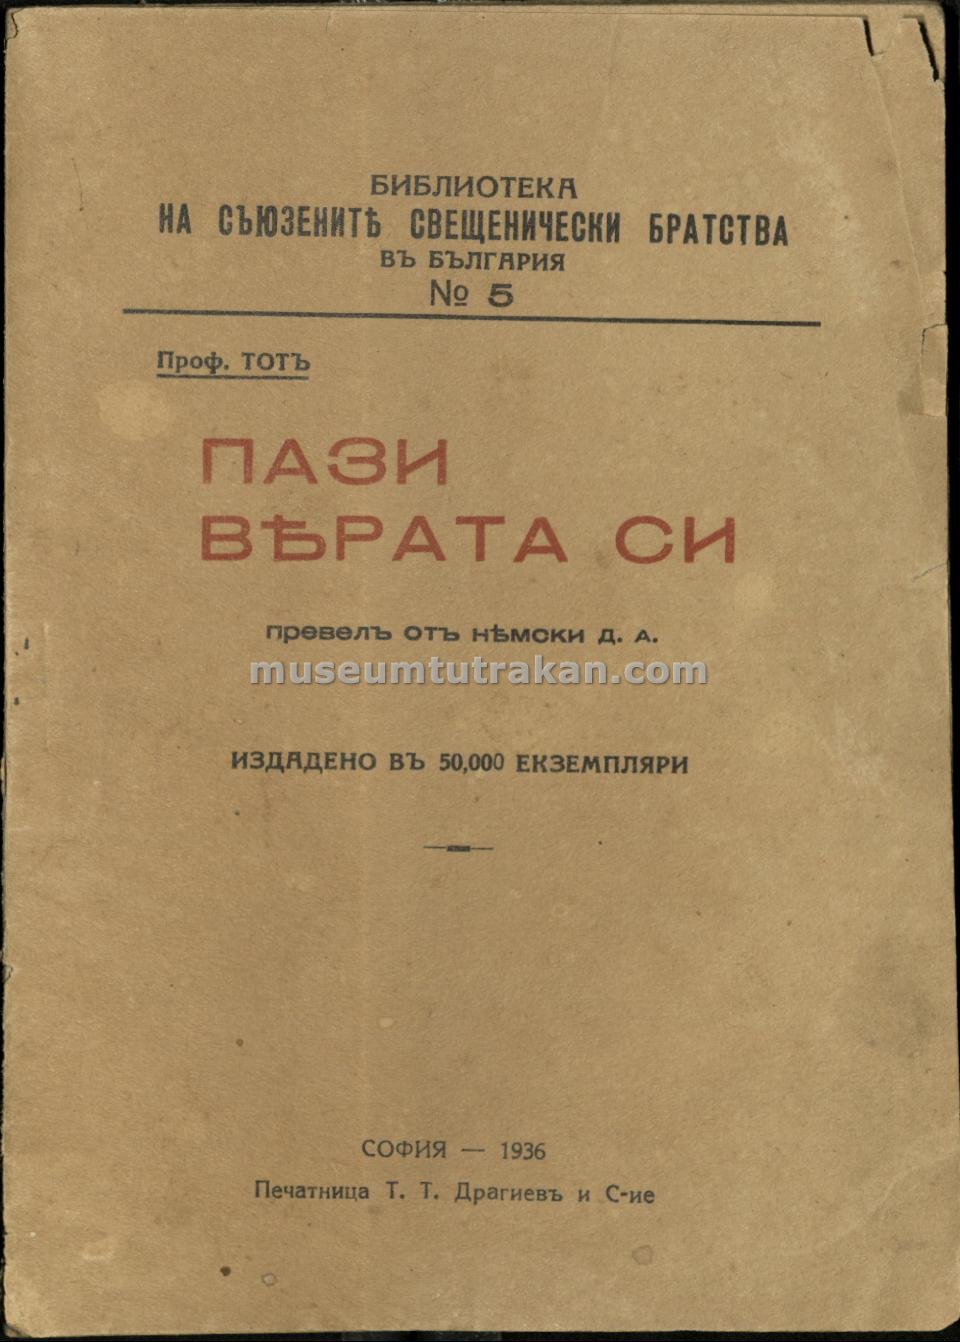 БИБЛИОТЕКА
НА СЪЮЗЕНИТѢ СВЕЩЕНИЧЕСКИ БРАТСТВА
ВЪ БЪЛГАРИЯ
№ 5
Проф. ТОТЪ
ПАЗИ
ВѢРАТА СИ
превелъ отъ нѣмски д. а.
museumtutrakan.com
ИЗДАДЕНО ВЪ 50,000 ЕКЗЕМПЛЯРИ
СОФИЯ — 1936
Печатница Т. Т. Драгиевъ и С-ие